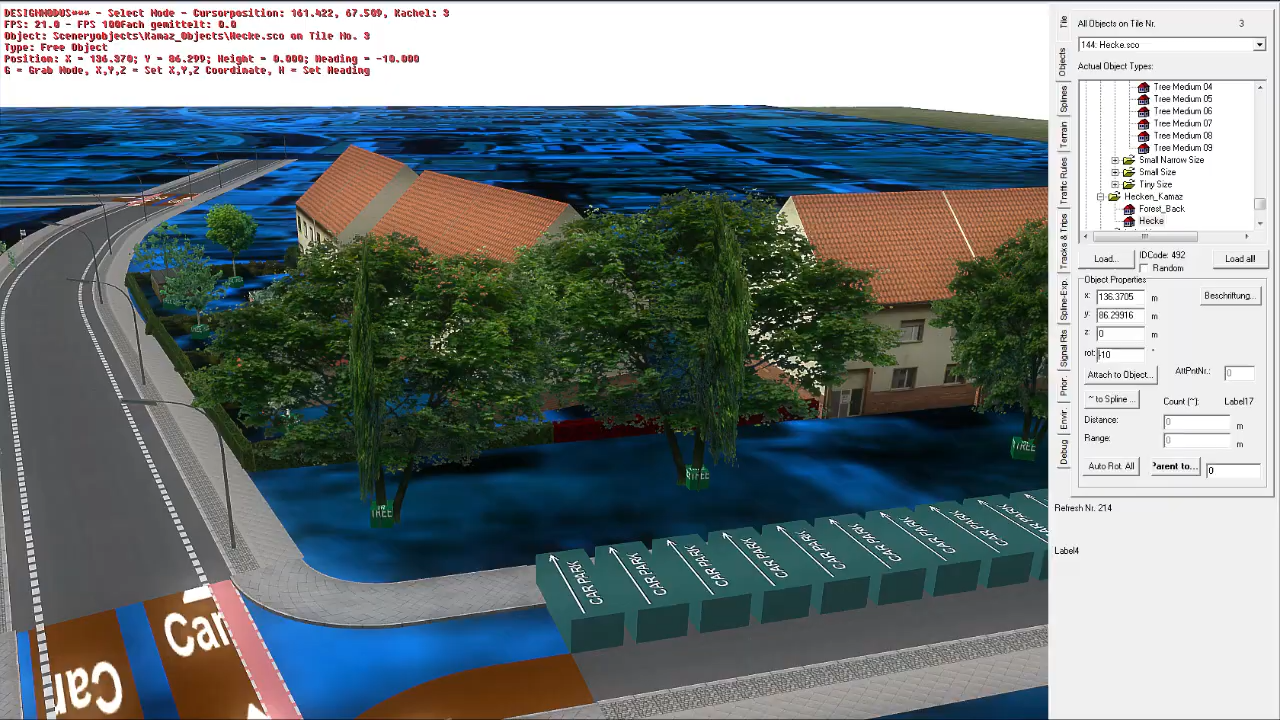 DESIGNMODUS*** - Select Mode - Cursorposition: 161.422, 67.509, Kachel: 3
FPS: 21.0 - FPS 100Fach gemittelt: 0.0
Object: Sceneryobjects\Kamaz_Objects\Hecke.sco on Tile No. 3
Type: Free Object
Position: X = 136.370; Y = 86.299; Height = 0.000; Heading = -10.000
G = Grab Mode, X,Y,Z = Set X,Y,Z Coordinate, H = Set Heading
Tile
Objects
Splines
Terrain
Traffic Rules
Tracks & Trips
Spline-Exp.
Signal Rts
Prior.
Envir.
Debug
All Objects on Tile Nr. 3
144. Hecke.sco
Actual Object Types:
Tree Medium 04
Tree Medium 05
Tree Medium 06
Tree Medium 07
Tree Medium 08
Tree Medium 09
Small Narrow Size
Small Size
Tiny Size
Hecken_Kamaz
Forest_Back
Hecke
Load...
IDCode: 492
Random
Load all!
Object Properties
x: 136.3705 m
Beschriftung...
y: 86.29916 m
z: 0 m
rot: -10 °
Attach to Object...
AttPntNr.: 0
~ to Spline ...
Count (~):
Label17
Distance: 0 m
Range: 0 m
Auto Rot. All
Parent to...
0
Refresh Nr. 214
Label4
TREE
TREE
TREE
CAR PARK
CAR PARK
CAR PARK
CAR PARK
CAR PARK
CAR PARK
CAR PARK
CAR PARK
CAR PARK
Car
Car